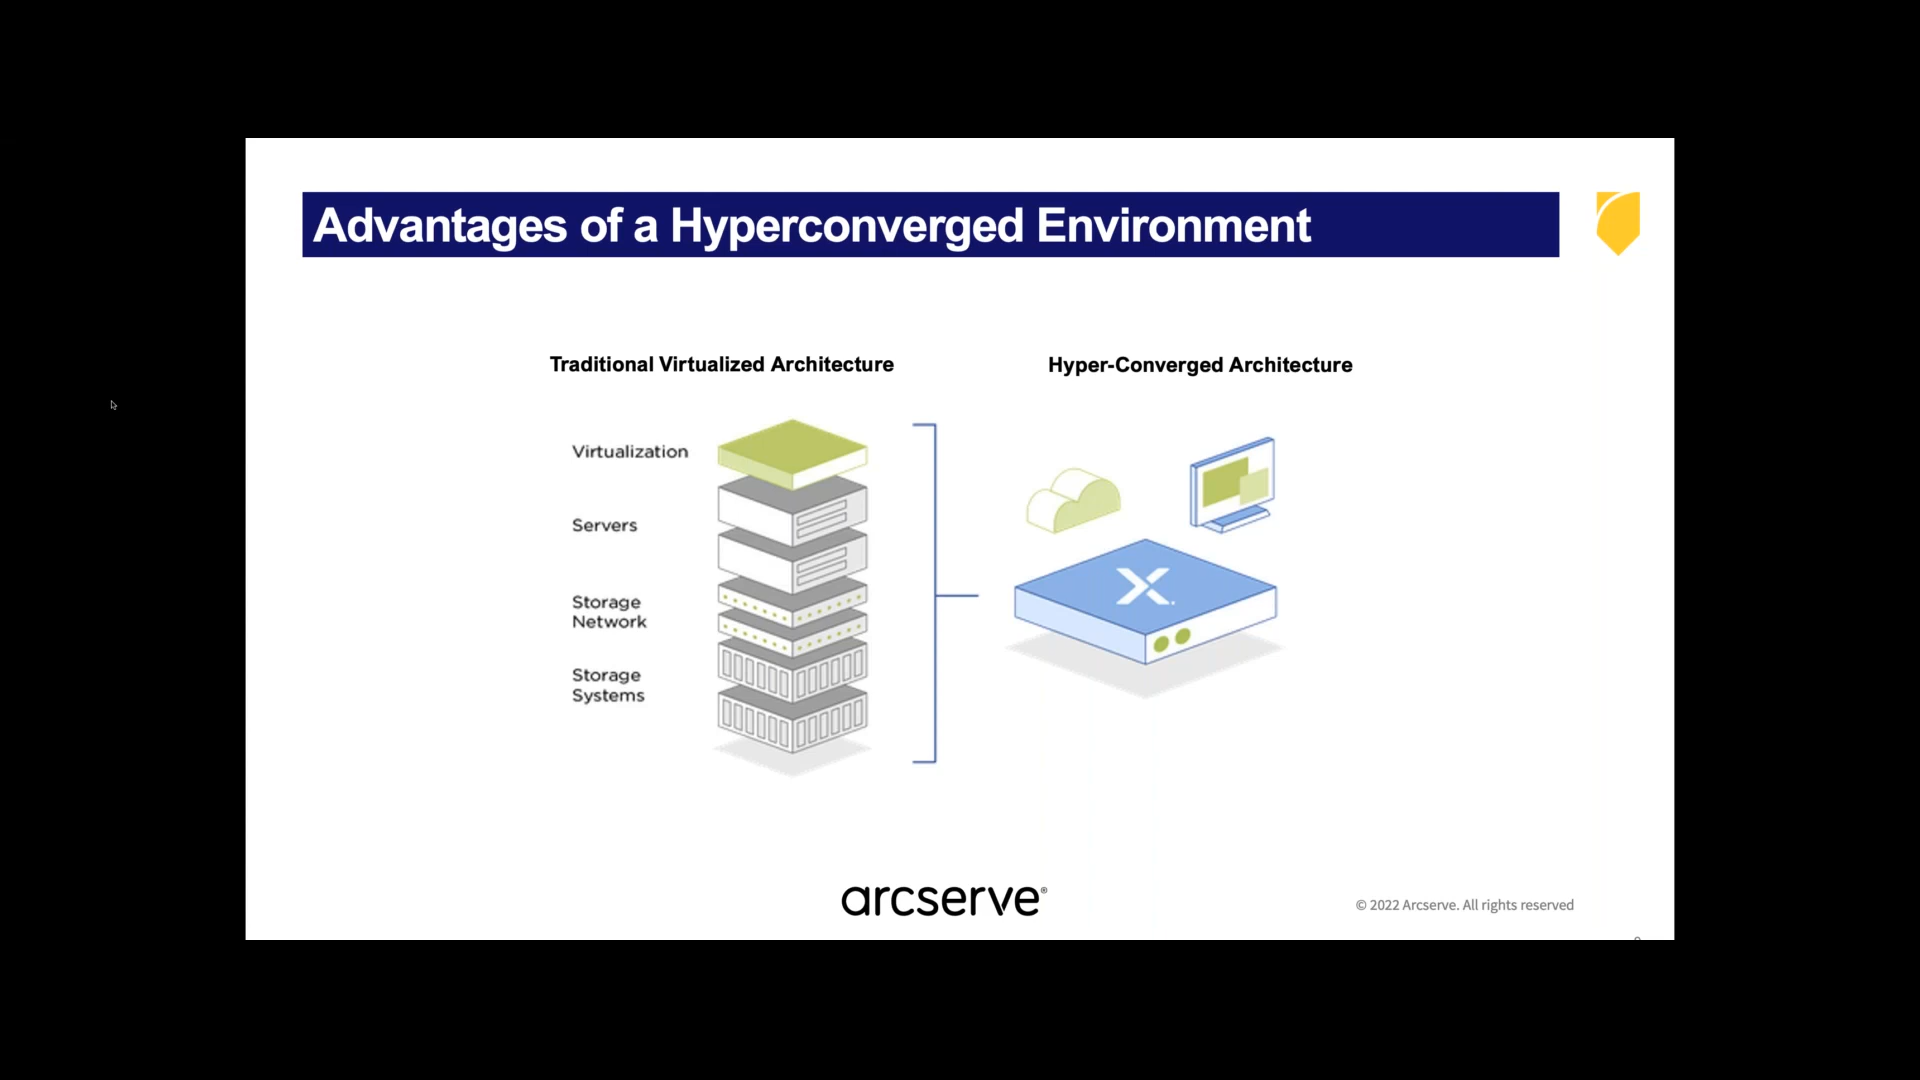 Advantages of a Hyperconverged Environment
Traditional Virtualized Architecture
Hyper-Converged Architecture
Virtualization
Servers
Storage
Network
Storage
Systems
arcserve®
© 2022 Arcserve. All rights reserved